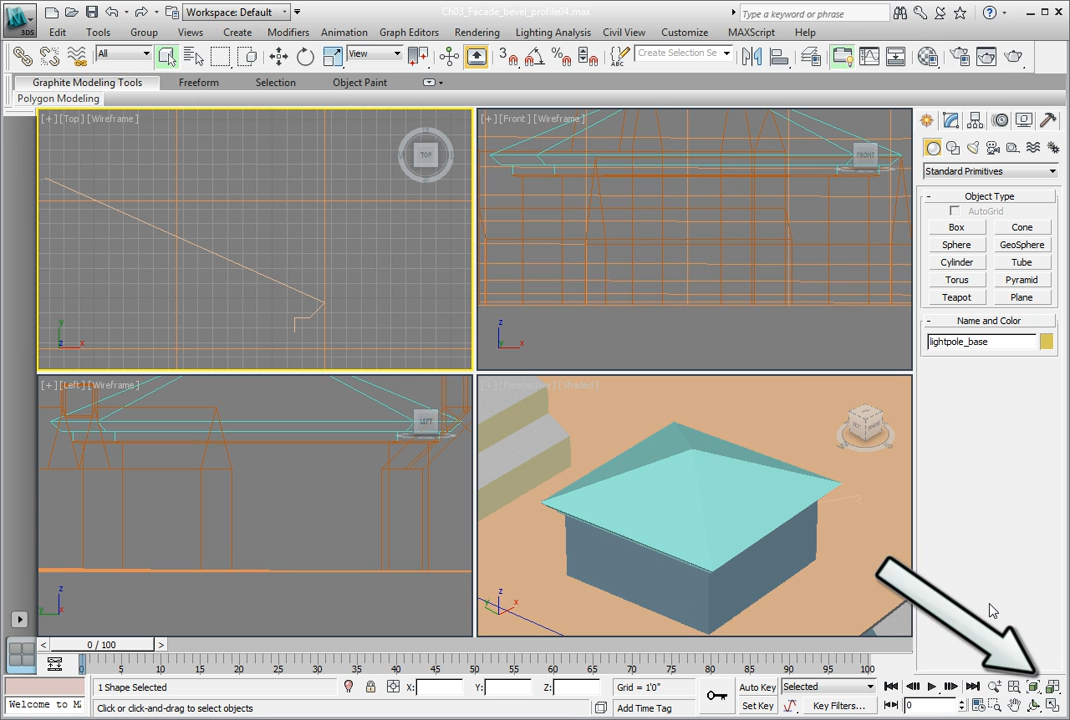 3DS
Workspace: Default
Ch03_Facade_bevel_profile04.max
Type a keyword or phrase
Edit Tools Group Views Create Modifiers Animation Graph Editors Rendering Lighting Analysis Civil View Customize MAXScript Help
All View Create Selection Se
Graphite Modeling Tools Freeform Selection Object Paint
Polygon Modeling
[+] [Top] [Wireframe]
TOP
[+] [Front] [Wireframe]
FRONT
[+] [Left] [Wireframe]
LEFT
[+] [Perspective] [Shaded]
Standard Primitives
- Object Type
AutoGrid
Box Cone
Sphere GeoSphere
Cylinder Tube
Torus Pyramid
Teapot Plane
- Name and Color
lightpole_base
< 0 / 100 >
0 5 10 15 20 25 30 35 40 45 50 55 60 65 70 75 80 85 90 95 100
1 Shape Selected X: Y: Z: Grid = 1'0" Auto Key Selected
Welcome to M Click or click-and-drag to select objects Add Time Tag Set Key Key Filters... 0